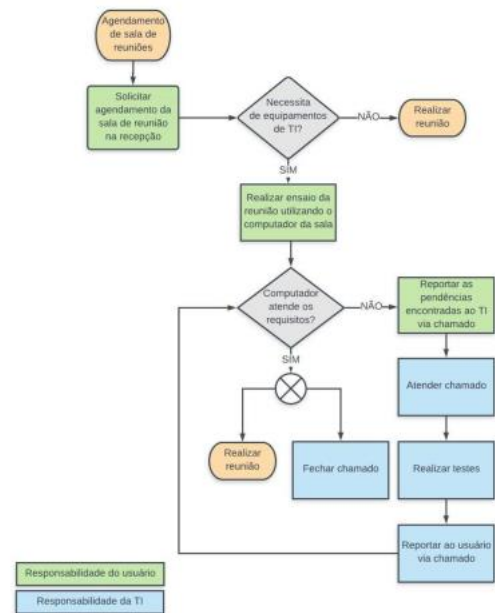 Agendamento
de sala de
reuniões
Solicitar
agendamento da
sala de reunião
na recepção
Necessita
de equipamentos
de TI?
NÃO
Realizar
reunião
SIM
Realizar ensaio da
reunião utilizando o
computador da sala
Computador
atende os
requisitos?
NÃO
Reportar as
pendências
encontradas ao TI
via chamado
SIM
Atender chamado
Realizar
reunião
Fechar chamado
Realizar testes
Reportar ao usuário
via chamado
Responsabilidade do usuário
Responsabilidade da TI